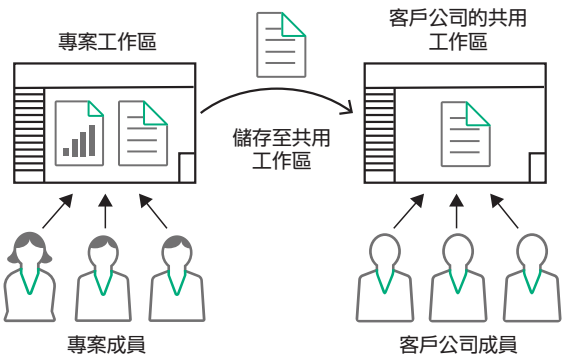 專案工作區
客戶公司的共用
工作區
儲存至共用
工作區
專案成員
客戶公司成員